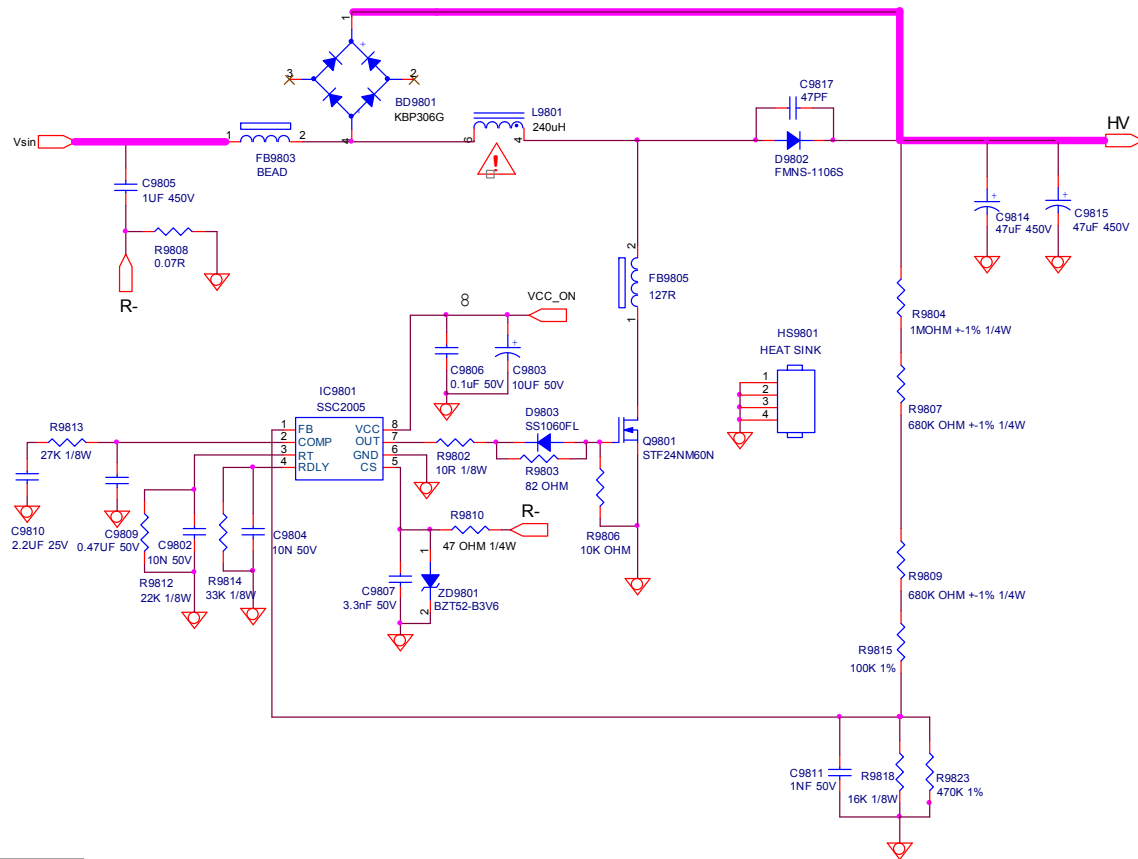 1
3
2
BD9801
KBP306G
4
Vsin
1
2
FB9803
BEAD
L9801
240uH
6
4
C9817
47PF
D9802
FMNS-1106S
HV
C9805
1UF 450V
R9808
0.07R
R-
C9814
47uF 450V
C9815
47uF 450V
2
FB9805
127R
1
8
VCC_ON
C9806
0.1uF 50V
C9803
10UF 50V
R9804
1MOHM +-1% 1/4W
HS9801
HEAT SINK
1
2
3
4
R9807
680K OHM +-1% 1/4W
IC9801
SSC2005
1
2
3
4
FB
COMP
RT
RDLY
VCC
OUT
GND
CS
8
7
6
5
R9813
27K 1/8W
R9802
10R 1/8W
D9803
SS1060FL
R9803
82 OHM
Q9801
STF24NM60N
C9810
2.2UF 25V
C9809
0.47UF 50V
C9802
10N 50V
R9812
22K 1/8W
R9814
33K 1/8W
C9804
10N 50V
R9810
47 OHM 1/4W
R-
R9806
10K OHM
C9807
3.3nF 50V
1
2
ZD9801
BZT52-B3V6
R9809
680K OHM +-1% 1/4W
R9815
100K 1%
C9811
1NF 50V
R9818
16K 1/8W
R9823
470K 1%